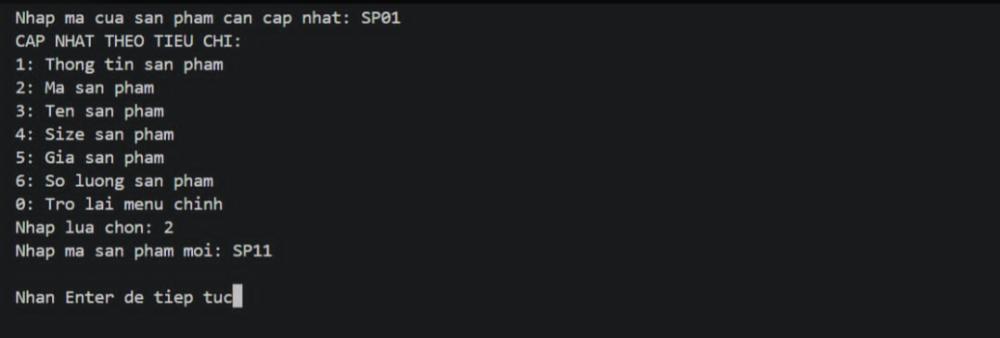 Nhap ma cua san pham can cap nhat: SP01
CAP NHAT THEO TIEU CHI:
1: Thong tin san pham
2: Ma san pham
3: Ten san pham
4: Size san pham
5: Gia san pham
6: So luong san pham
0: Tro lai menu chinh
Nhap lua chon: 2
Nhap ma san pham moi: SP11
Nhan Enter de tiep tuc